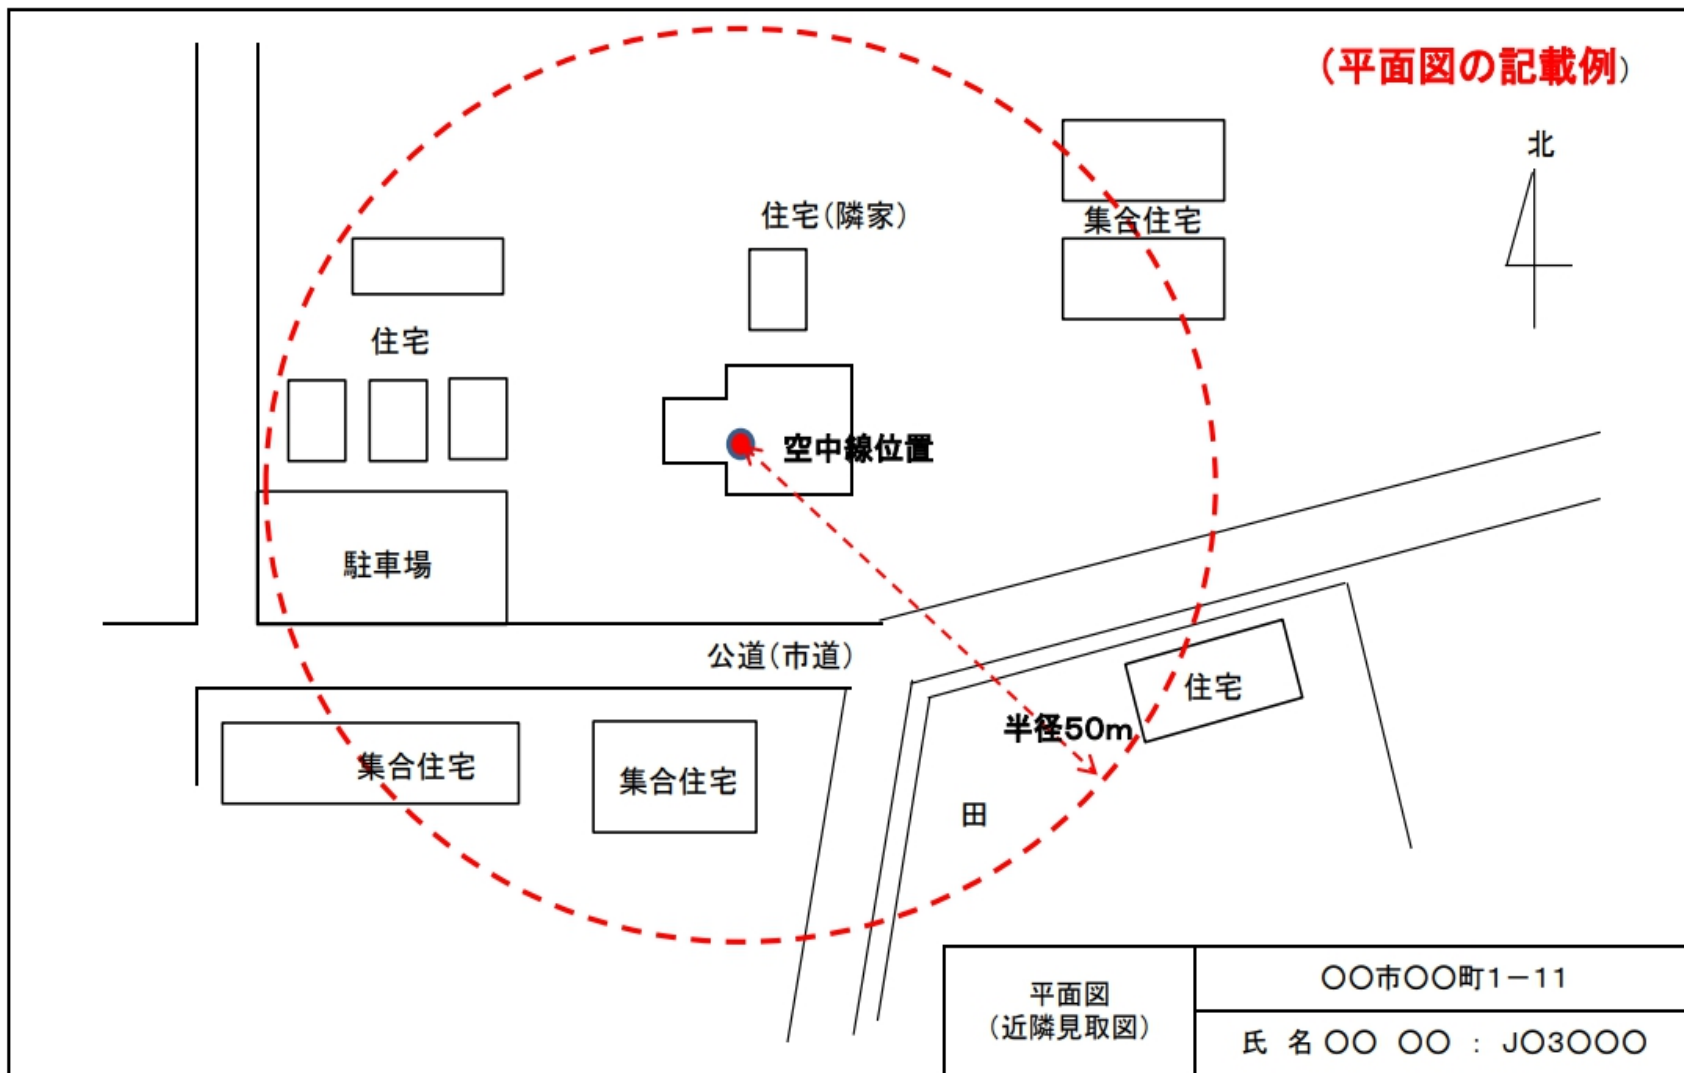 （平面図の記載例）
北
住宅（隣家）
集合住宅
住宅
空中線位置
駐車場
公道（市道）
住宅
半径50m
集合住宅
集合住宅
田
平面図
（近隣見取図）
〇〇市〇〇町1－11
氏 名 〇〇 〇〇 : JO3〇〇〇